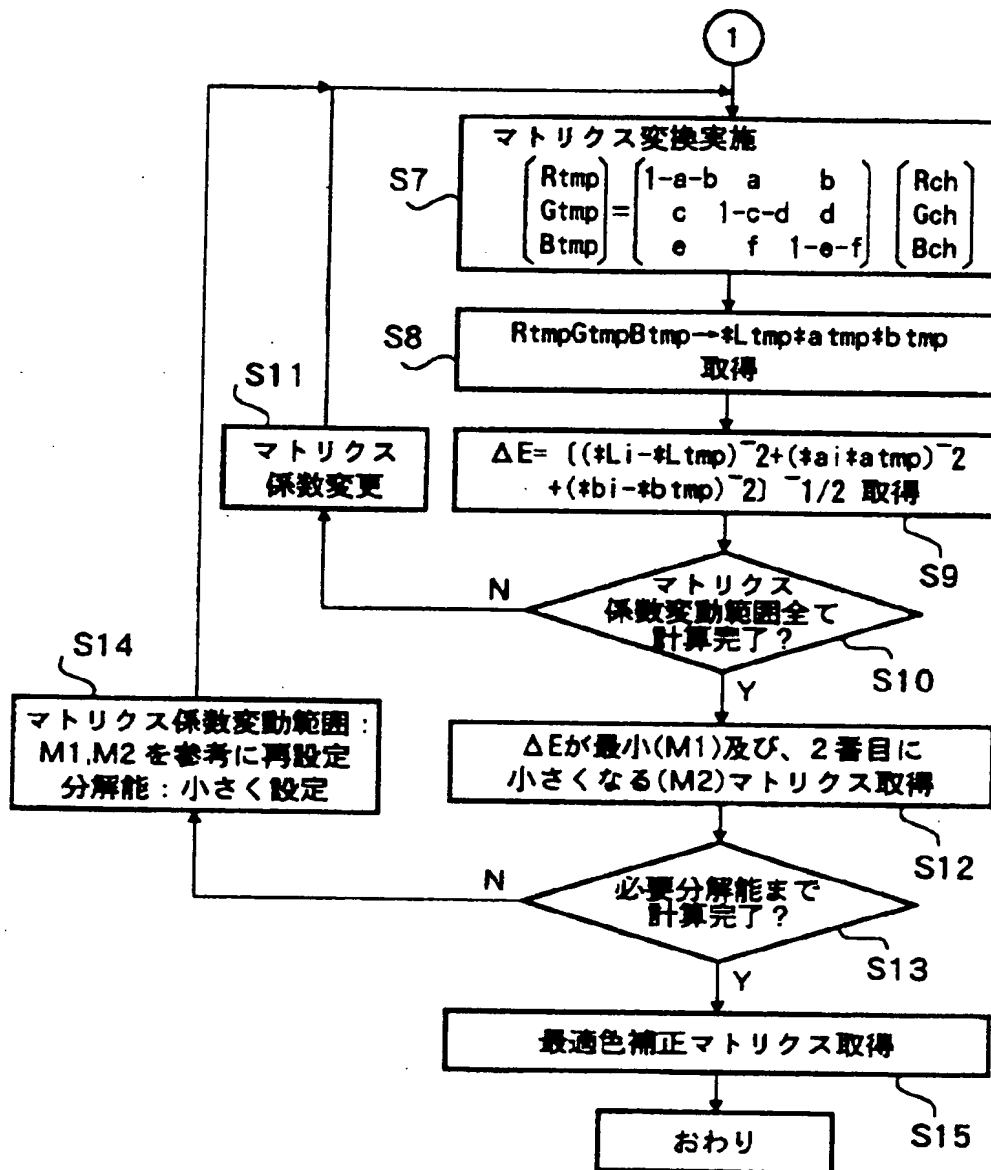 1
マトリクス変換実施
S7
Rtmp 1-a-b a b Rch
Gtmp = c 1-c-d d Gch
Btmp e f 1-e-f Bch
S8
RtmpGtmpBtmp→*Ltmp*atmp*btmp
取得
S11
マトリクス
係数変更
ΔE= [((*Li-*Ltmp)¯2+(*ai*atmp)¯2
+(*bi-*btmp)¯2] ¯1/2 取得
S9
N
マトリクス
係数変動範囲全て
計算完了?
S10
Y
S14
マトリクス係数変動範囲:
M1,M2を参考に再設定
分解能:小さく設定
ΔEが最小(M1)及び、2番目に
小さくなる(M2)マトリクス取得
S12
N
必要分解能まで
計算完了?
S13
Y
最適色補正マトリクス取得
S15
おわり